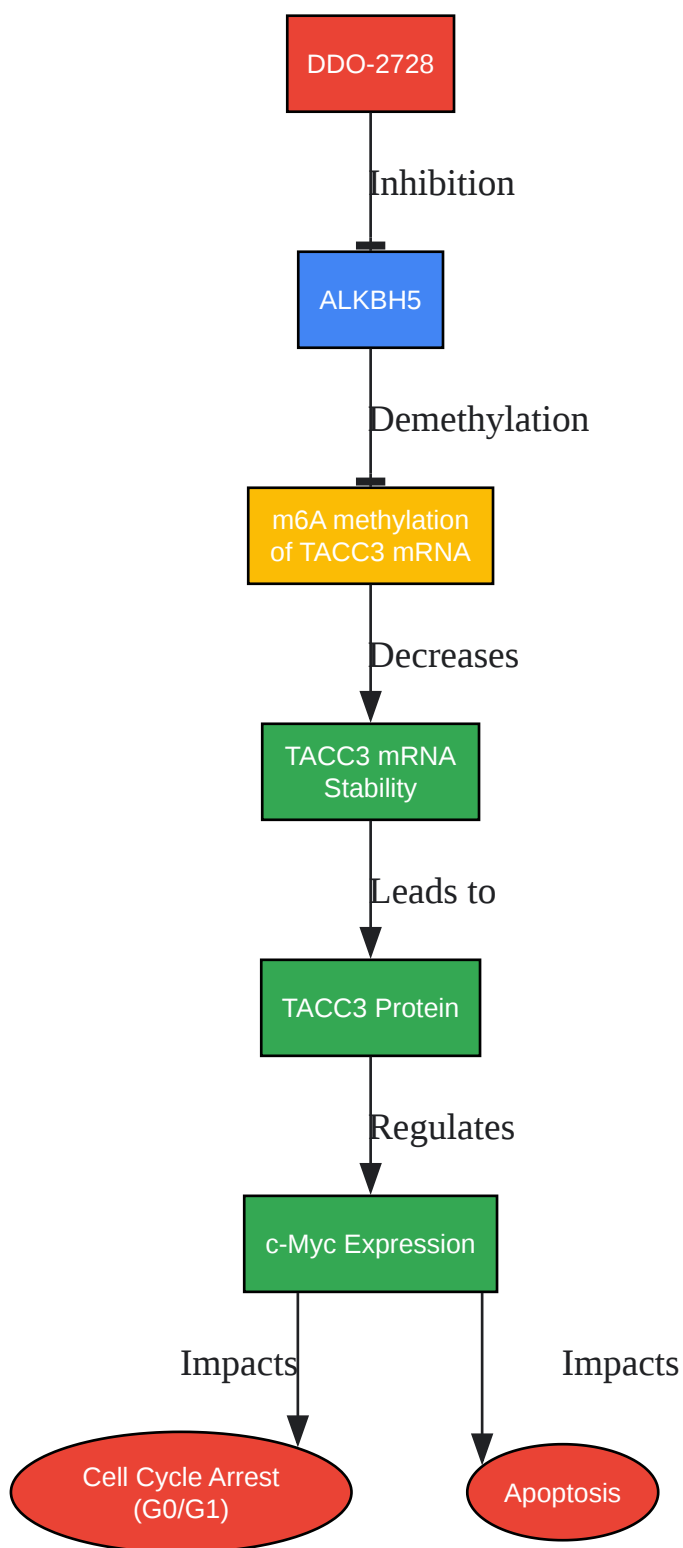 DDO-2728
Inhibition
ALKBH5
Demethylation
m6A methylation
of TACC3 mRNA
Decreases
TACC3 mRNA
Stability
Leads to
TACC3 Protein
Regulates
c-Myc Expression
Impacts
Impacts
Cell Cycle Arrest
(G0/G1)
Apoptosis